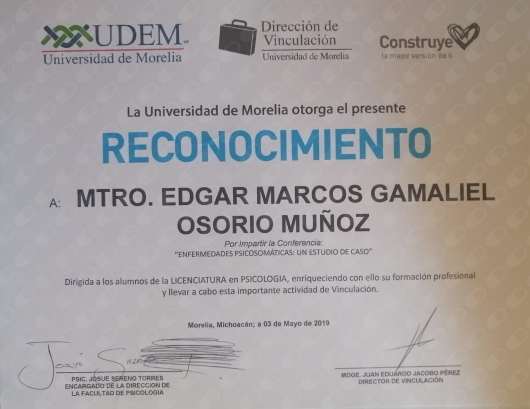 UDEM
Universidad de Morelia
Dirección de
Vinculación
Universidad de Morelia
Construye
la mejor versión de ti
La Universidad de Morelia otorga el presente
RECONOCIMIENTO
A: MTRO. EDGAR MARCOS GAMALIEL
OSORIO MUÑOZ
Por Impartir la Conferencia:
"ENFERMEDADES PSICOSOMÁTICAS: UN ESTUDIO DE CASO"
Dirigida a los alumnos de la LICENCIATURA en PSICOLOGIA, enriqueciendo con ello su formación profesional
y llevar a cabo esta importante actividad de Vinculación.
Morelia, Michoacán; a 03 de Mayo de 2019
PSIC. JOSUE SERENO TORRES
ENCARGADO DE LA DIRECCION DE
LA FACULTAD DE PSICOLOGIA
MDGE. JUAN EDUARDO JACOBO PÉREZ
DIRECTOR DE VINCULACIÓN